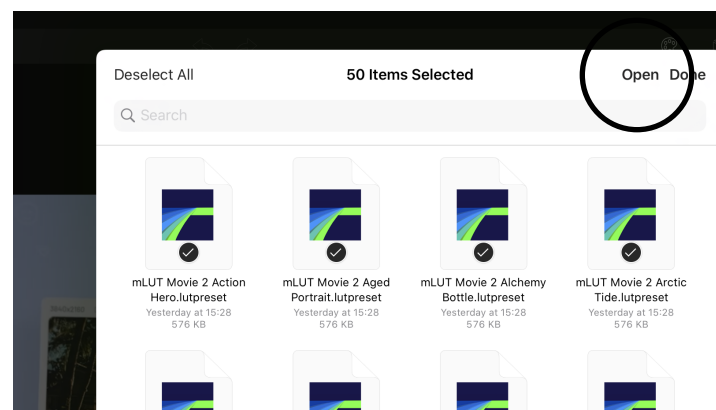 Deselect All
50 Items Selected
Open
Done
Search
mLUT Movie 2 Action
Hero.lutpreset
Yesterday at 15:28
576 KB
mLUT Movie 2 Aged
Portrait.lutpreset
Yesterday at 15:28
576 KB
mLUT Movie 2 Alchemy
Bottle.lutpreset
Yesterday at 15:28
576 KB
mLUT Movie 2 Arctic
Tide.lutpreset
Yesterday at 15:28
576 KB